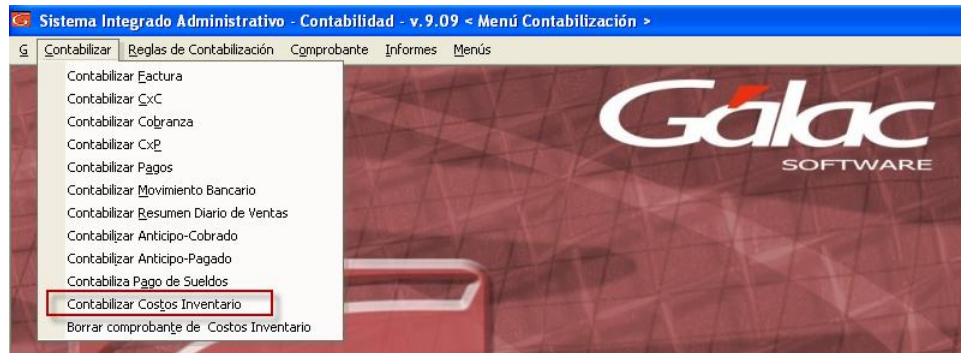 G Sistema Integrado Administrativo - Contabilidad - v.9.09 < Menú Contabilización >
G Contabilizar Reglas de Contabilización Comprobante Informes Menús
Contabilizar Factura
Contabilizar CxC
Contabilizar Cobranza
Contabilizar CxP
Contabilizar Pagos
Contabilizar Movimiento Bancario
Contabilizar Resumen Diario de Ventas
Contabilizar Anticipo-Cobrado
Contabilizar Anticipo-Pagado
Contabiliza Pago de Sueldos
Contabilizar Costos Inventario
Borrar comprobante de Costos Inventario
Gálac
SOFTWARE